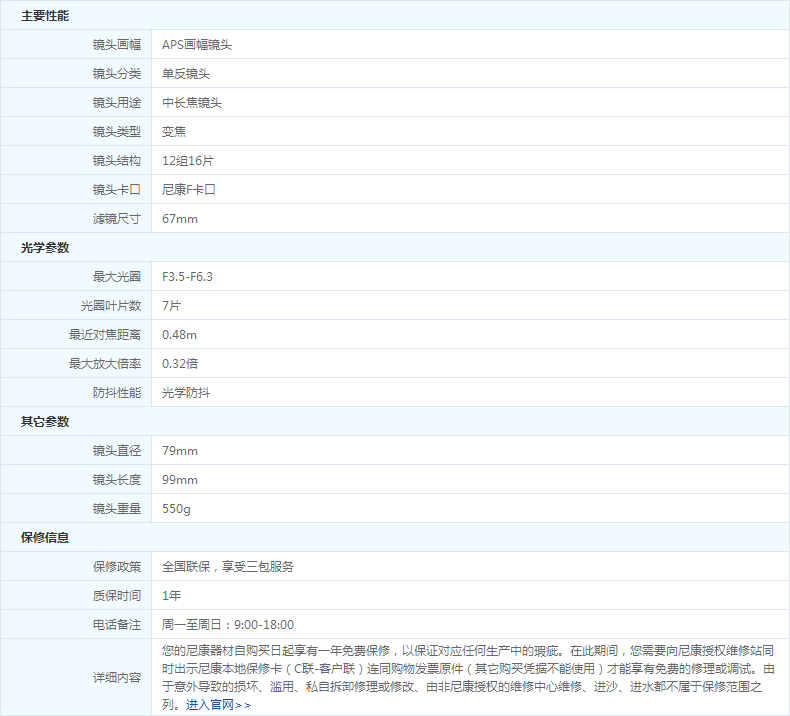 主要性能
镜头画幅 APS画幅镜头
镜头分类 单反镜头
镜头用途 中长焦镜头
镜头类型 变焦
镜头结构 12组16片
镜头卡口 尼康F卡口
滤镜尺寸 67mm
光学参数
最大光圈 F3.5-F6.3
光圈叶片数 7片
最近对焦距离 0.48m
最大放大倍率 0.32倍
防抖性能 光学防抖
其它参数
镜头直径 79mm
镜头长度 99mm
镜头重量 550g
保修信息
保修政策 全国联保，享受三包服务
质保时间 1年
电话备注 周一至周日：9:00-18:00
详细内容
您的尼康器材自购买日起享有一年免费保修，以保证对应任何生产中的瑕疵。在此期间，您需要向尼康授权维修站同
时出示尼康本地保修卡（C联-客户联）连同购物发票原件（其它购买凭据不能使用）才能享有免费的修理或调试。由
于意外导致的损坏、滥用、私自拆卸修理或修改、由非尼康授权的维修中心维修、进沙、进水都不属于保修范围之
列。进入官网>>